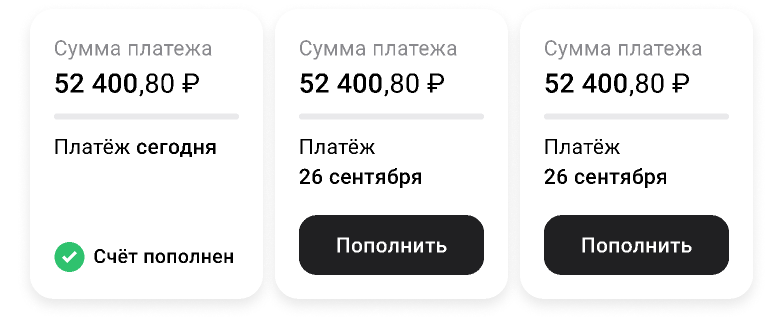 Сумма платежа
52 400,80 ₽
Платёж сегодня
Счёт пополнен
Сумма платежа
52 400,80 ₽
Платёж
26 сентября
Пополнить
Сумма платежа
52 400,80 ₽
Платёж
26 сентября
Пополнить